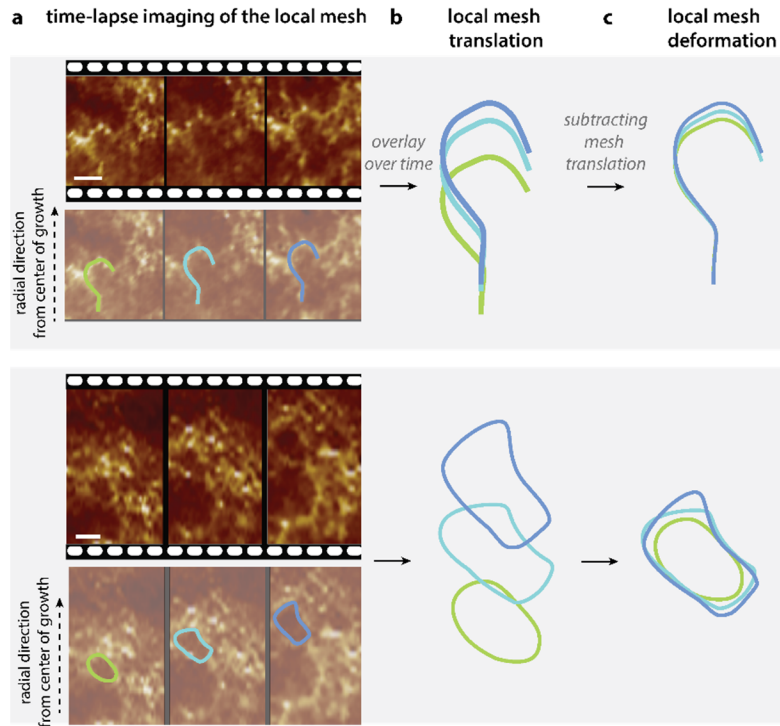 a time-lapse imaging of the local mesh
b local mesh
translation
c local mesh
deformation
radial direction
from center of growth
overlay
over time
subtracting
mesh
translation
radial direction
from center of growth